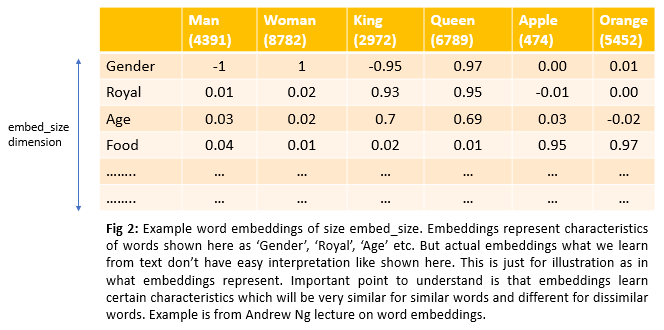 Man Woman King Queen Apple Orange
(4391) (8782) (2972) (6789) (474) (5452)
Gender -1 1 -0.95 0.97 0.00 0.01
Royal 0.01 0.02 0.93 0.95 -0.01 0.00
Age 0.03 0.02 0.7 0.69 0.03 -0.02
Food 0.04 0.01 0.02 0.01 0.95 0.97
…….. … … … … … …
…….. … … … … … …
embed_size
dimension
Fig 2: Example word embeddings of size embed_size. Embeddings represent characteristics
of words shown here as ‘Gender’, ‘Royal’, ‘Age’ etc. But actual embeddings what we learn
from text don’t have easy interpretation like shown here. This is just for illustration as in
what embeddings represent. Important point to understand is that embeddings learn
certain characteristics which will be very similar for similar words and different for dissimilar
words. Example is from Andrew Ng lecture on word embeddings.